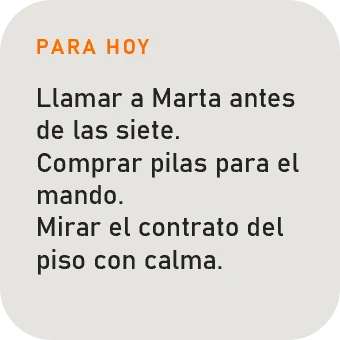 PARA HOY
Llamar a Marta antes
de las siete.
Comprar pilas para el
mando.
Mirar el contrato del
piso con calma.